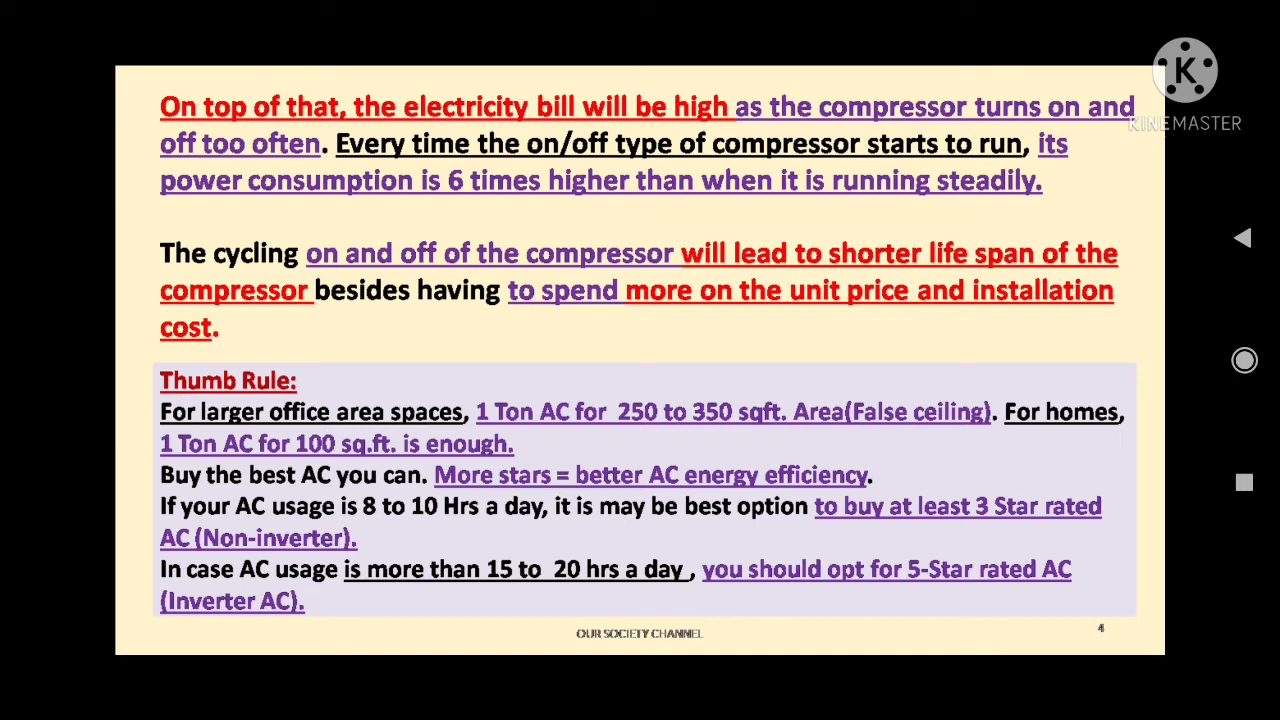 On top of that, the electricity bill will be high as the compressor turns on and
off too often. Every time the on/off type of compressor starts to run, its
power consumption is 6 times higher than when it is running steadily.
The cycling on and off of the compressor will lead to shorter life span of the
compressor besides having to spend more on the unit price and installation
cost.
Thumb Rule:
For larger office area spaces, 1 Ton AC for 250 to 350 sqft. Area(False ceiling). For homes,
1 Ton AC for 100 sq.ft. is enough.
Buy the best AC you can. More stars = better AC energy efficiency.
If your AC usage is 8 to 10 Hrs a day, it is may be best option to buy at least 3 Star rated
AC (Non-inverter).
In case AC usage is more than 15 to 20 hrs a day , you should opt for 5-Star rated AC
(Inverter AC).
OUR SOCIETY CHANNEL
4
K
KINEMASTER